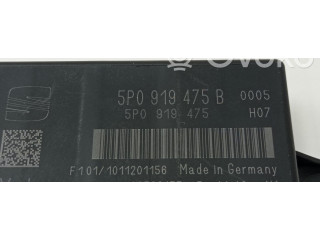 OVOKO
5P0 919 475 B 0005
5P0 919 475 H07
F101/1011201156 Made in Germany